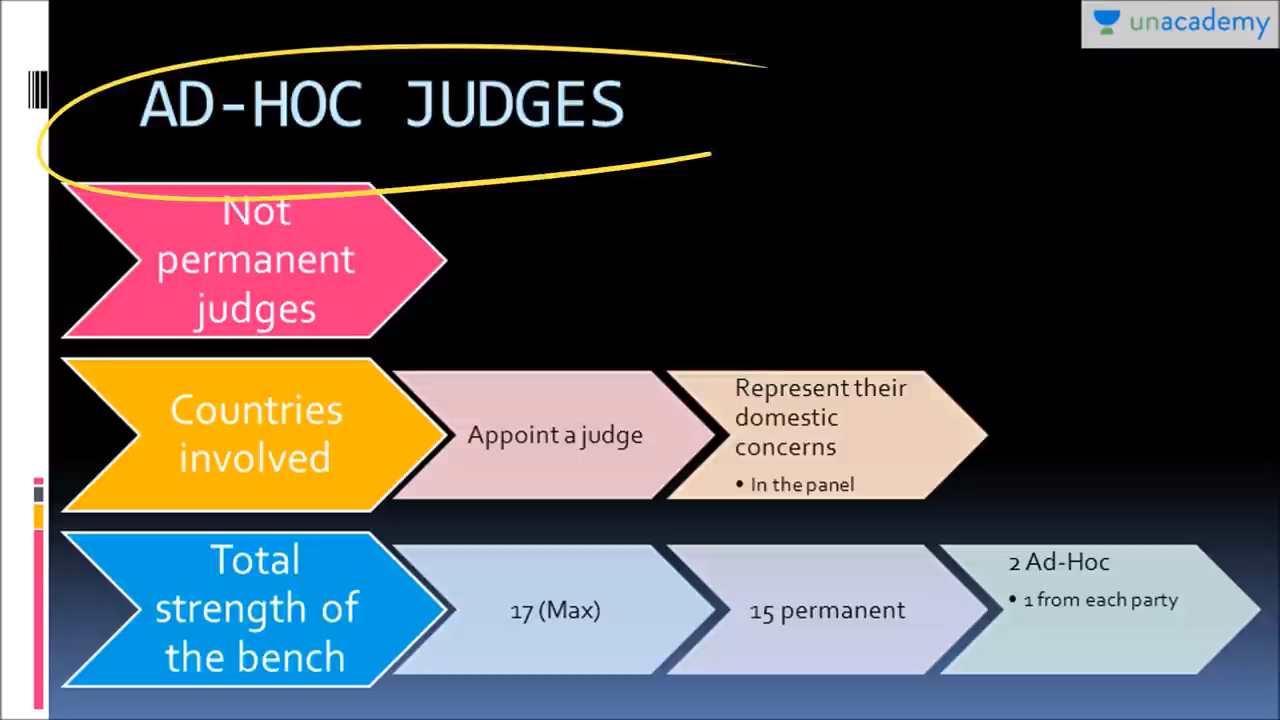 unacademy
AD-HOC JUDGES
Not
permanent
judges
Countries
involved
Appoint a judge
Represent their
domestic
concerns
• In the panel
Total
strength of
the bench
17 (Max)
15 permanent
2 Ad-Hoc
• 1 from each party